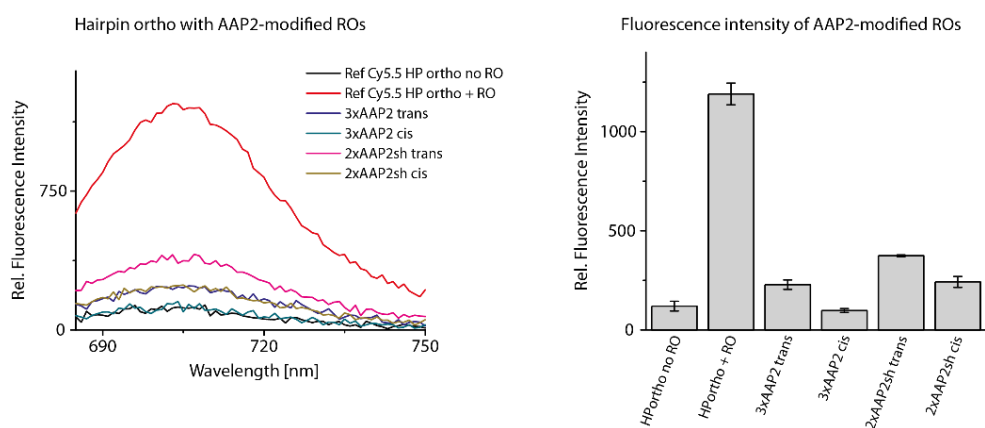 Hairpin ortho with AAP2-modified ROs
Rel. Fluorescence Intensity
750
0
690
720
750
Wavelength [nm]
Ref Cy5.5 HP ortho no RO
Ref Cy5.5 HP ortho + RO
3xAAP2 trans
3xAAP2 cis
2xAAP2sh trans
2xAAP2sh cis
Fluorescence intensity of AAP2-modified ROs
Rel. Fluorescence Intensity
1000
500
0
HPortho no RO
HPortho + RO
3xAAP2 trans
3xAAP2 cis
2xAAP2sh trans
2xAAP2sh cis